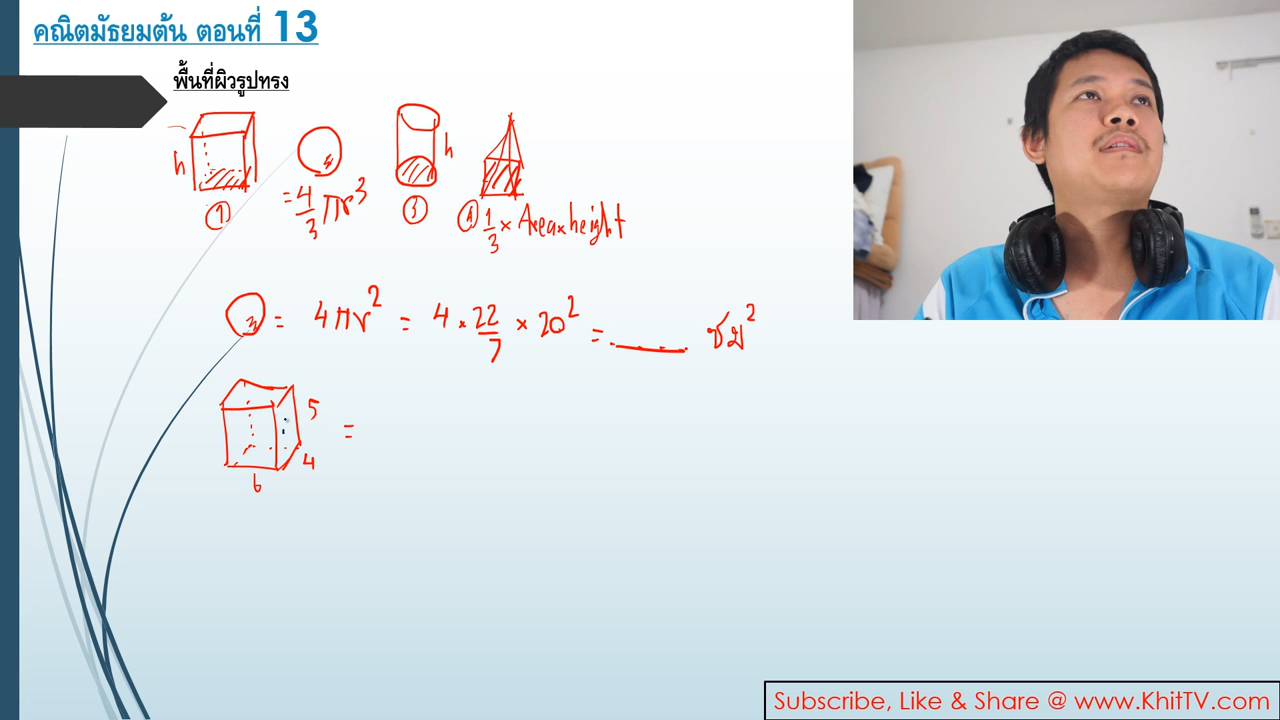 คณิตมัธยมต้น ตอนที่ 13
พื้นที่ผิวรูปทรง
h
h
= 4/3 πr³
① ③ ④ 1/3 × Area × height
= 4πr² = 4 × 22/7 × 20² = ........ ซม²
5
=
4
6
Subscribe, Like & Share @ www.KhitTV.com